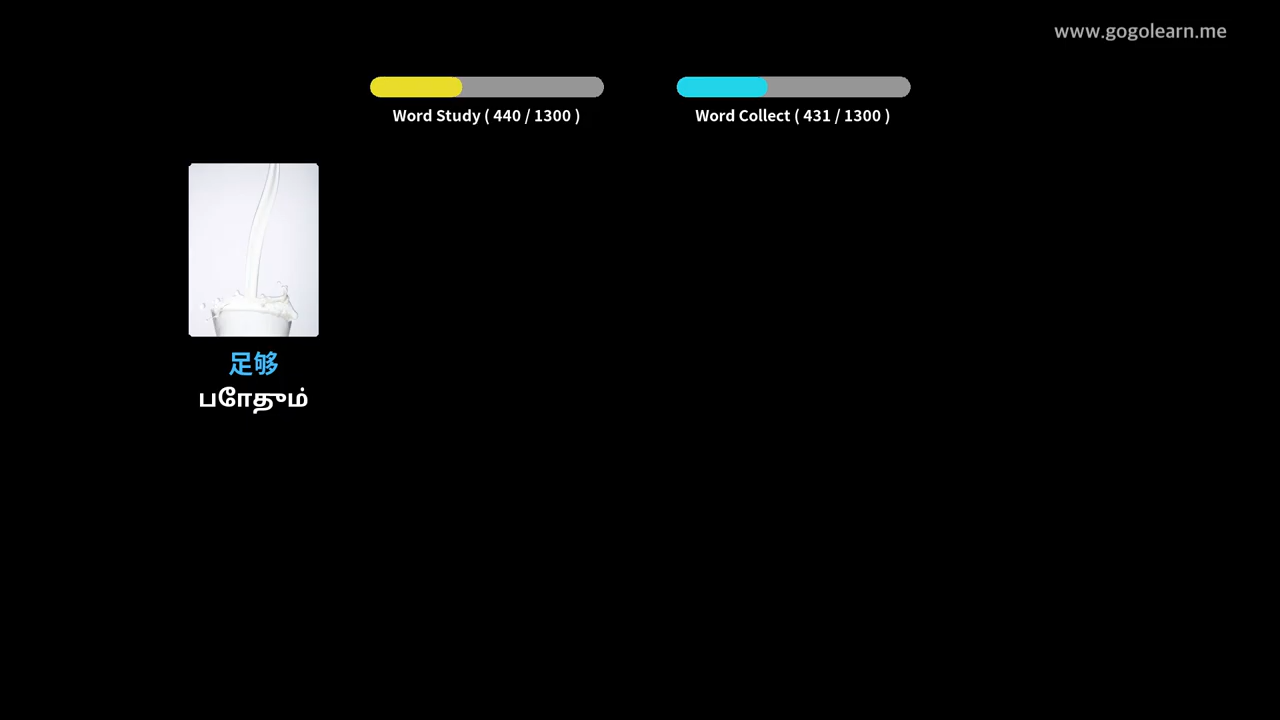 www.gogolearn.me
Word Study ( 440 / 1300 )
Word Collect ( 431 / 1300 )
足够
போதும்